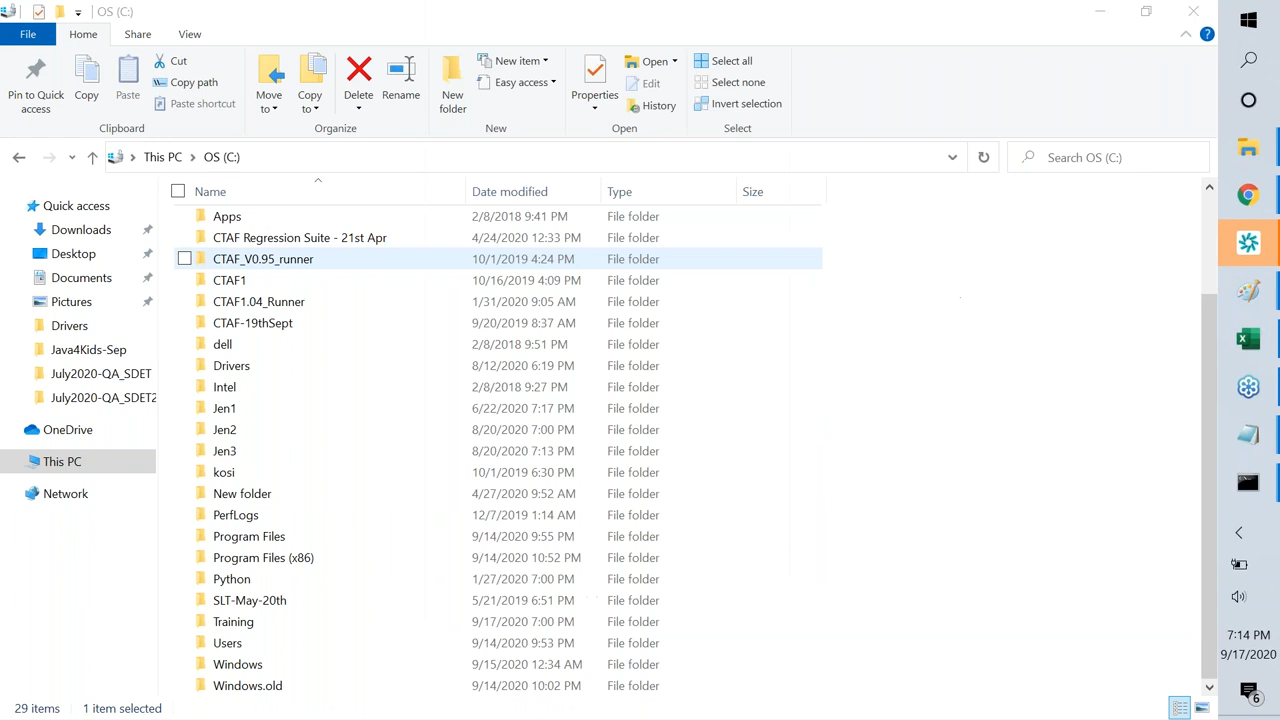 OS (C:)
File Home Share View
Pin to Quick access
Copy
Paste
Cut
Copy path
Paste shortcut
Clipboard
Move to
Copy to
Delete
Rename
Organize
New folder
New item
Easy access
New
Properties
Open
Edit
History
Open
Select all
Select none
Invert selection
Select
This PC > OS (C:)
Search OS (C:)
Name Date modified Type Size
Quick access
Downloads
Desktop
Documents
Pictures
Drivers
Java4Kids-Sep
July2020-QA_SDET
July2020-QA_SDET2
OneDrive
This PC
Network
Apps 2/8/2018 9:41 PM File folder
CTAF Regression Suite - 21st Apr 4/24/2020 12:33 PM File folder
CTAF_V0.95_runner 10/1/2019 4:24 PM File folder
CTAF1 10/16/2019 4:09 PM File folder
CTAF1.04_Runner 1/31/2020 9:05 AM File folder
CTAF-19thSept 9/20/2019 8:37 AM File folder
dell 2/8/2018 9:51 PM File folder
Drivers 8/12/2020 6:19 PM File folder
Intel 2/8/2018 9:27 PM File folder
Jen1 6/22/2020 7:17 PM File folder
Jen2 8/20/2020 7:00 PM File folder
Jen3 8/20/2020 7:13 PM File folder
kosi 10/1/2019 6:30 PM File folder
New folder 4/27/2020 9:52 AM File folder
PerfLogs 12/7/2019 1:14 AM File folder
Program Files 9/14/2020 9:55 PM File folder
Program Files (x86) 9/14/2020 10:52 PM File folder
Python 1/27/2020 7:00 PM File folder
SLT-May-20th 5/21/2019 6:51 PM File folder
Training 9/17/2020 7:00 PM File folder
Users 9/14/2020 9:53 PM File folder
Windows 9/15/2020 12:34 AM File folder
Windows.old 9/14/2020 10:02 PM File folder
29 items 1 item selected
7:14 PM
9/17/2020
6